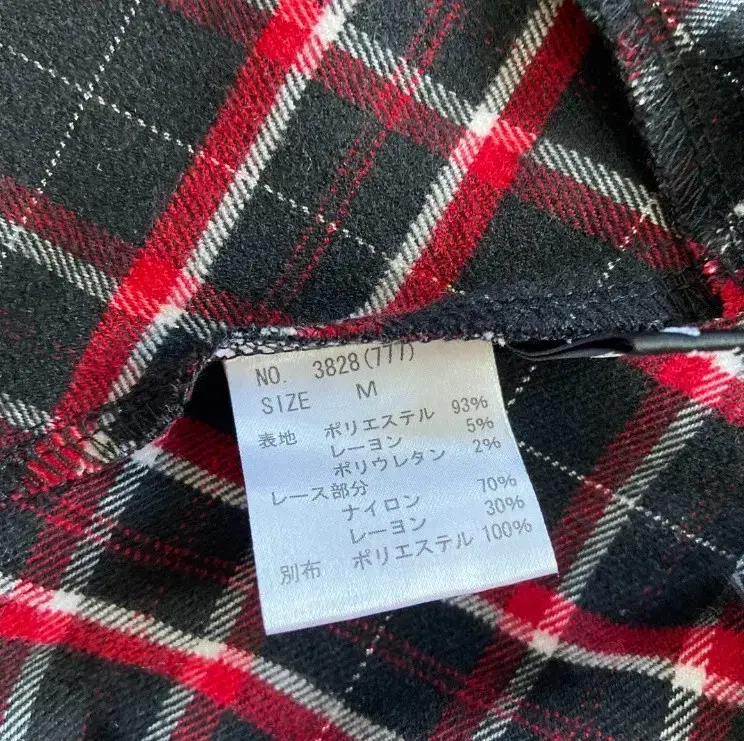 NO. 3828(777)
SIZE M
表地 ポリエステル 93%
レーヨン 5%
ポリウレタン 2%
レース部分
ナイロン 70%
レーヨン 30%
別布 ポリエステル 100%